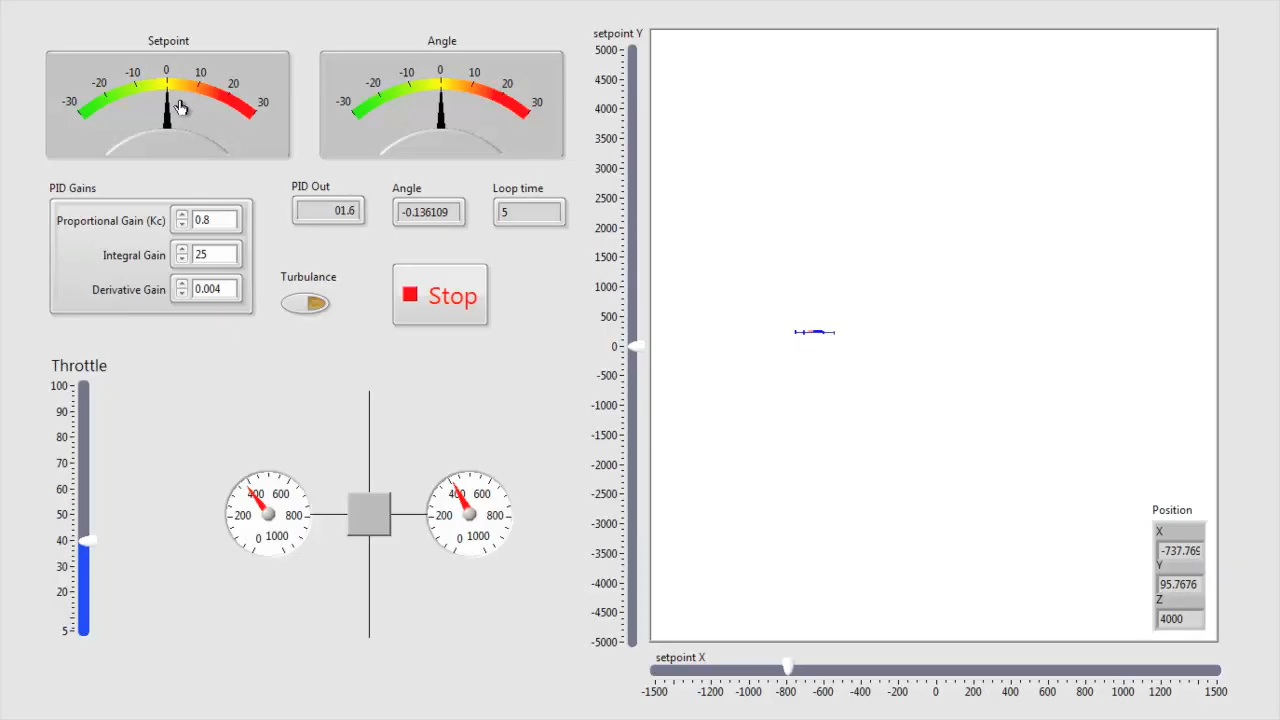 Setpoint
-30 -20 -10 0 10 20 30
Angle
-30 -20 -10 0 10 20 30
PID Gains
Proportional Gain (Kc) 0.8
Integral Gain 25
Derivative Gain 0.004
PID Out
01.6
Angle
-0.136109
Loop time
5
Turbulance
Stop
Throttle
100
90
80
70
60
50
40
30
20
5
0 200 400 600 800 1000
0 200 400 600 800 1000
setpoint Y
5000
4500
4000
3500
3000
2500
2000
1500
1000
500
0
-500
-1000
-1500
-2000
-2500
-3000
-3500
-4000
-4500
-5000
Position
X
-737.769
Y
95.7676
Z
4000
setpoint X
-1500 -1200 -1000 -800 -600 -400 -200 0 200 400 600 800 1000 1200 1500